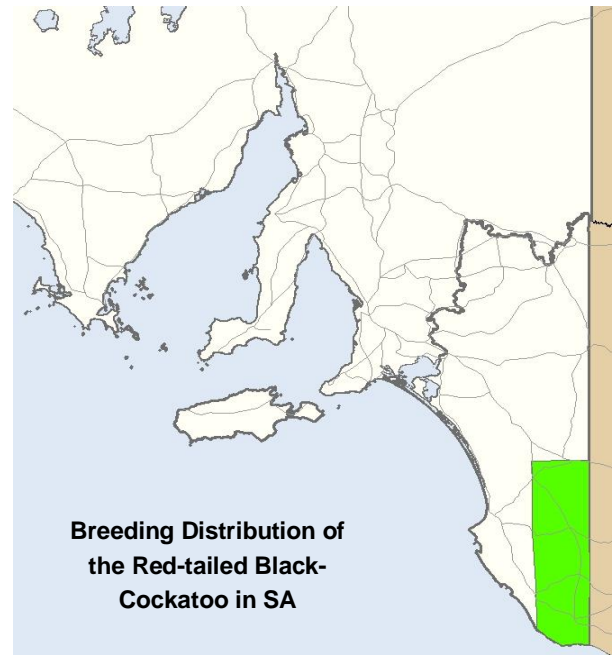 Breeding Distribution of
the Red-tailed Black-
Cockatoo in SA